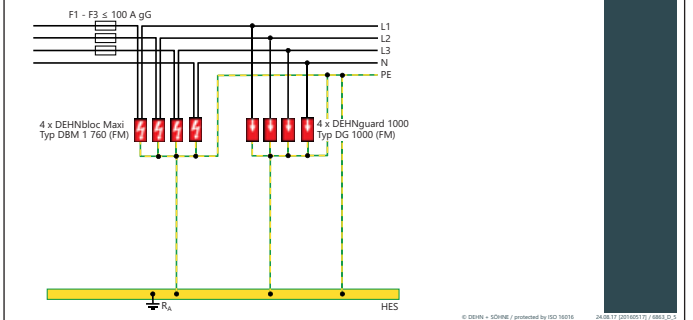 F1 - F3 ≤ 100 A gG
L1
L2
L3
N
PE
4 x DEHNbloc Maxi
Typ DBM 1 760 (FM)
4 x DEHNguard 1000
Typ DG 1000 (FM)
RA
HES
© DEHN + SÖHNE / protected by ISO 16016
24.08.17 [20160517] / 6863_D_5